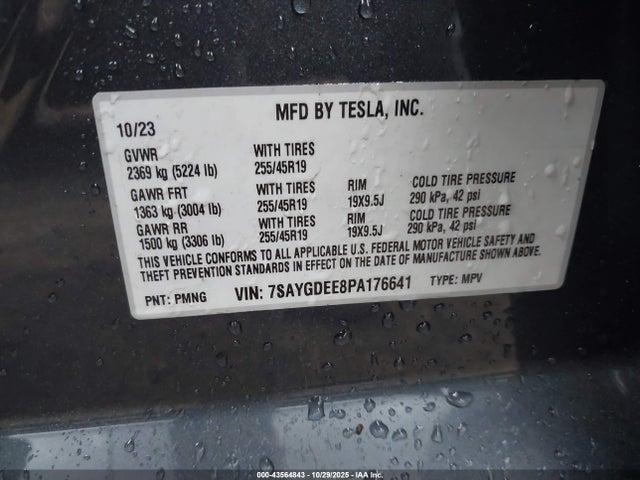 MFD BY TESLA, INC.
10/23
GVWR WITH TIRES
2369 kg (5224 lb) 255/45R19
GAWR FRT WITH TIRES RIM COLD TIRE PRESSURE
1363 kg (3004 lb) 255/45R19 19X9.5J 290 kPa, 42 psi
GAWR RR WITH TIRES RIM COLD TIRE PRESSURE
1500 kg (3306 lb) 255/45R19 19X9.5J 290 kPa, 42 psi
THIS VEHICLE CONFORMS TO ALL APPLICABLE U.S. FEDERAL MOTOR VEHICLE SAFETY AND
THEFT PREVENTION STANDARDS IN EFFECT ON THE DATE OF MANUFACTURE SHOWN ABOVE.
PNT: PMNG VIN: 7SAYGDEE8PA176641 TYPE: MPV
000-43564843 | 10/29/2025 | IAA Inc.